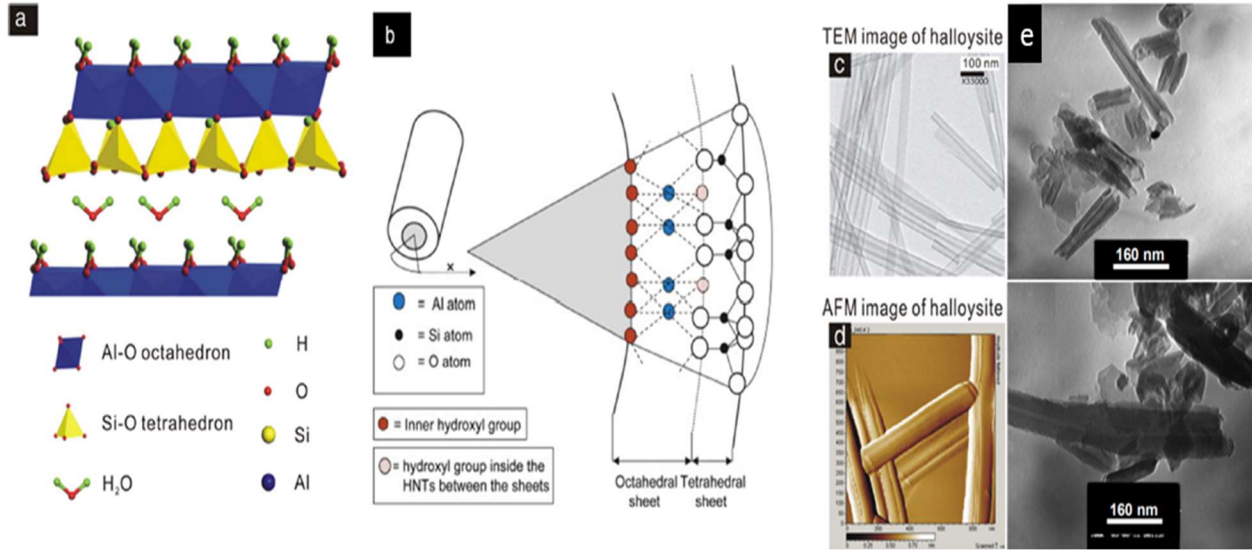 a
Al-O octahedron
Si-O tetrahedron
H₂O
H
O
Si
Al
b
x
= Al atom
= Si atom
= O atom
= Inner hydroxyl group
= hydroxyl group inside the
HNTs between the sheets
Octahedral Tetrahedral
sheet sheet
TEM image of halloysite
c
100 nm
X33000
AFM image of halloysite
d
e
160 nm
160 nm